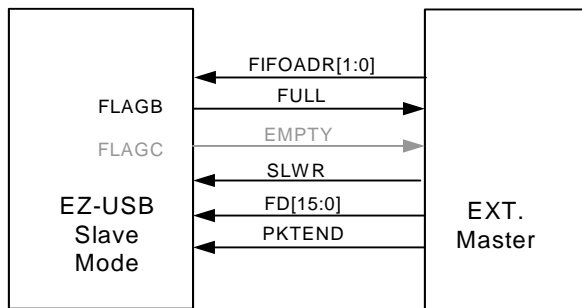 FIFOADR[1:0]
FLAGB
FULL
FLAGC
EMPTY
SLWR
FD[15:0]
PKTEND
EZ-USB
Slave
Mode
EXT.
Master